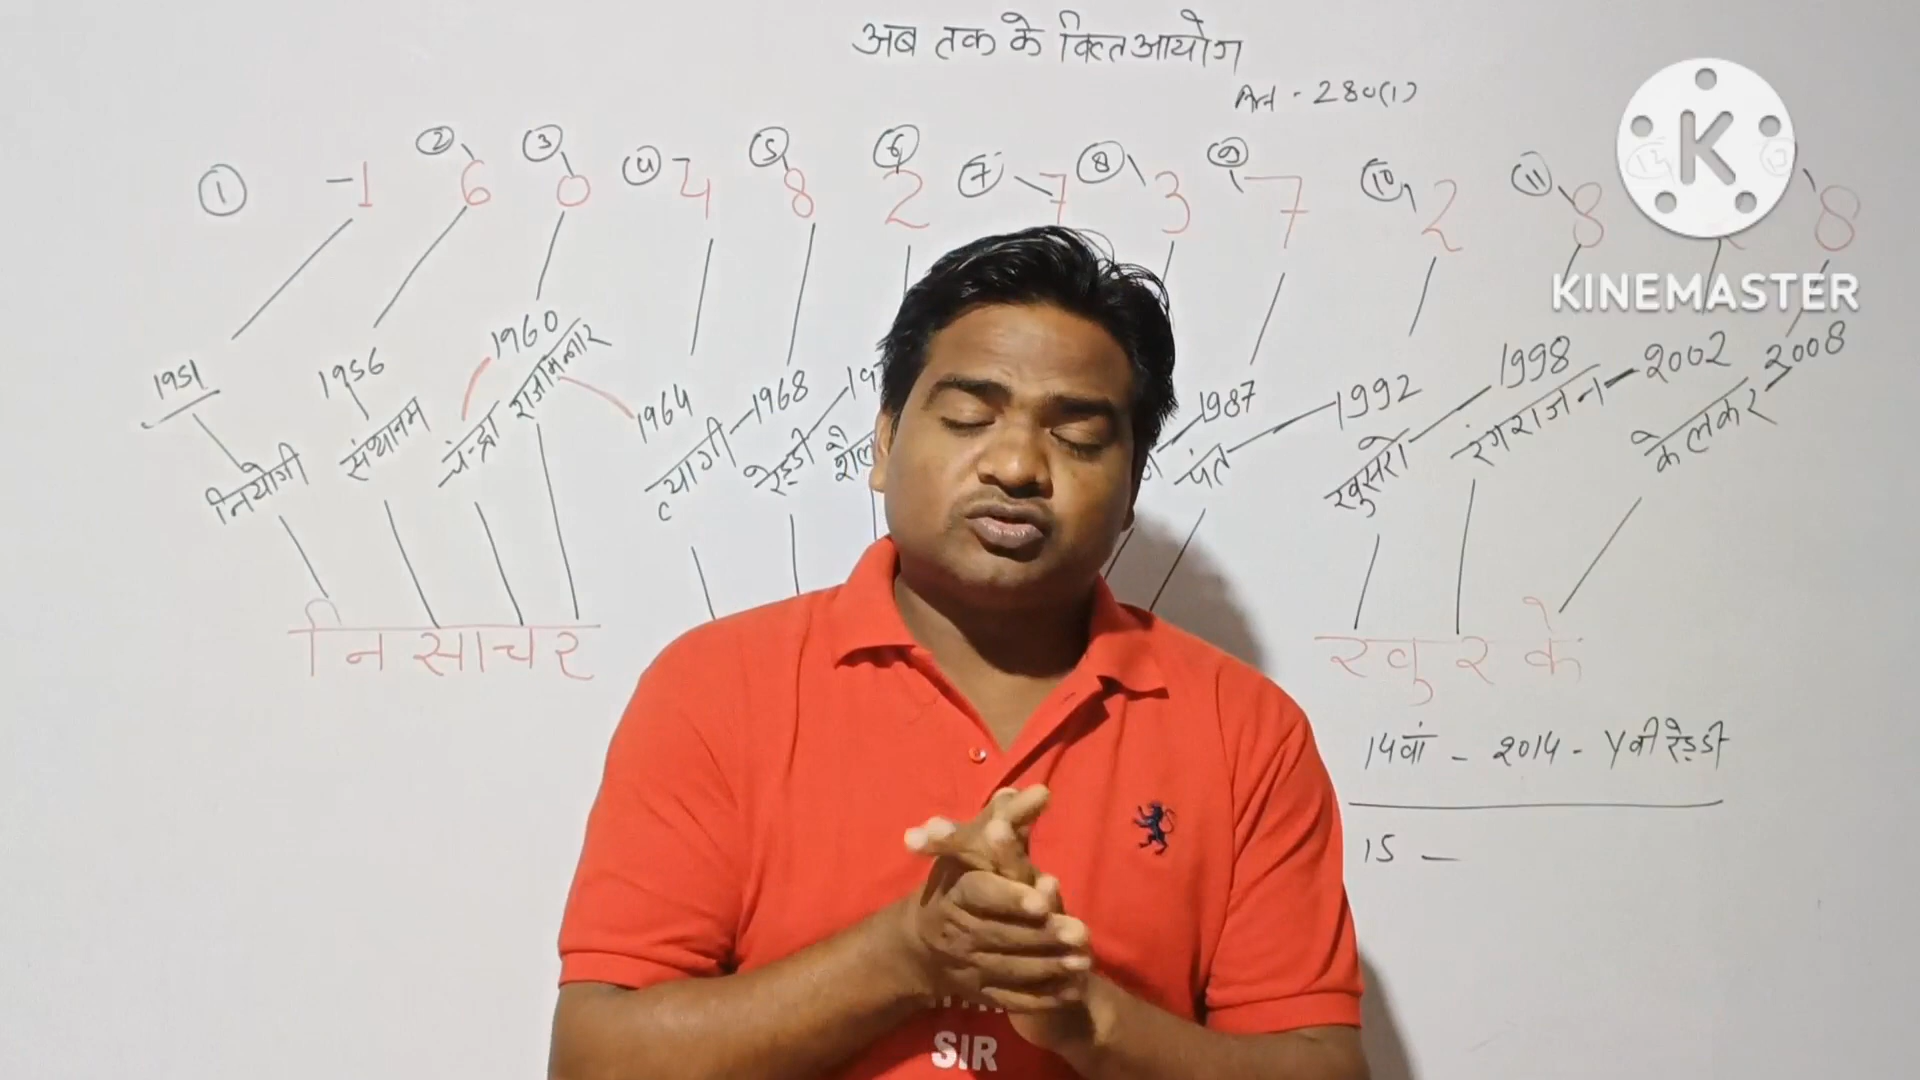 अब तक के वित्त आयोग
Art - 280(1)
① ② ③ ④ ⑤ ⑥ ⑦ ⑧ ⑨ ⑩ ⑪
1 6 0 4 8 2 7 3 7 2 8 2 8
KINEMASTER
1951 1956 1960 1964 1968 1987 1992 1998 2002 2008
नियोगी संथानम चंन्द्रा राजामन्नार त्यागी रेड्डी पंत खुसरो रंगराजन केलकर
निसाचर खुर के
14वां - 2014 - Y वी रेड्डी
15 -
SIR